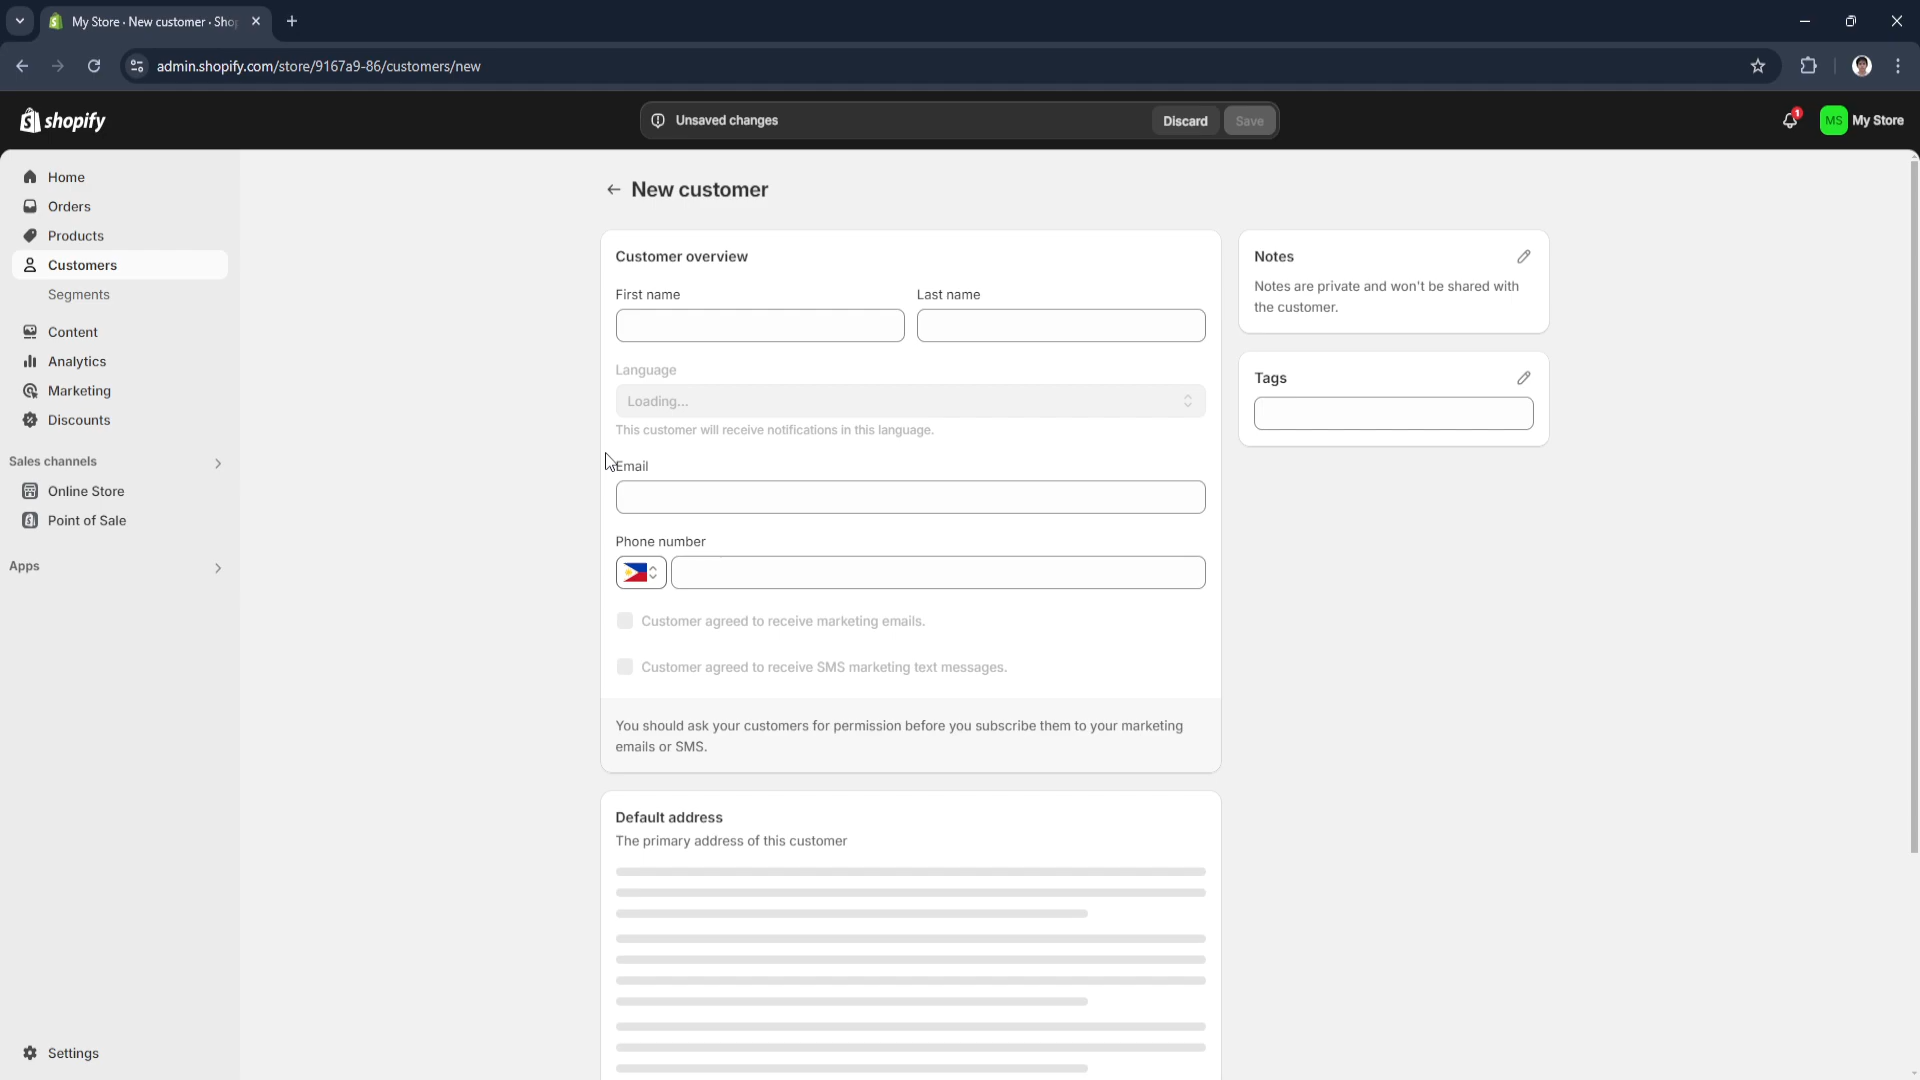 My Store · New customer · Sho
admin.shopify.com/store/9167a9-86/customers/new
shopify
Unsaved changes
Discard
Save
1
MS
My Store
Home
Orders
Products
Customers
Segments
Content
Analytics
Marketing
Discounts
Sales channels
Online Store
Point of Sale
Apps
Settings
New customer
Customer overview
First name
Last name
Language
Loading...
This customer will receive notifications in this language.
Email
Phone number
Customer agreed to receive marketing emails.
Customer agreed to receive SMS marketing text messages.
You should ask your customers for permission before you subscribe them to your marketing
emails or SMS.
Default address
The primary address of this customer
Notes
Notes are private and won't be shared with
the customer.
Tags